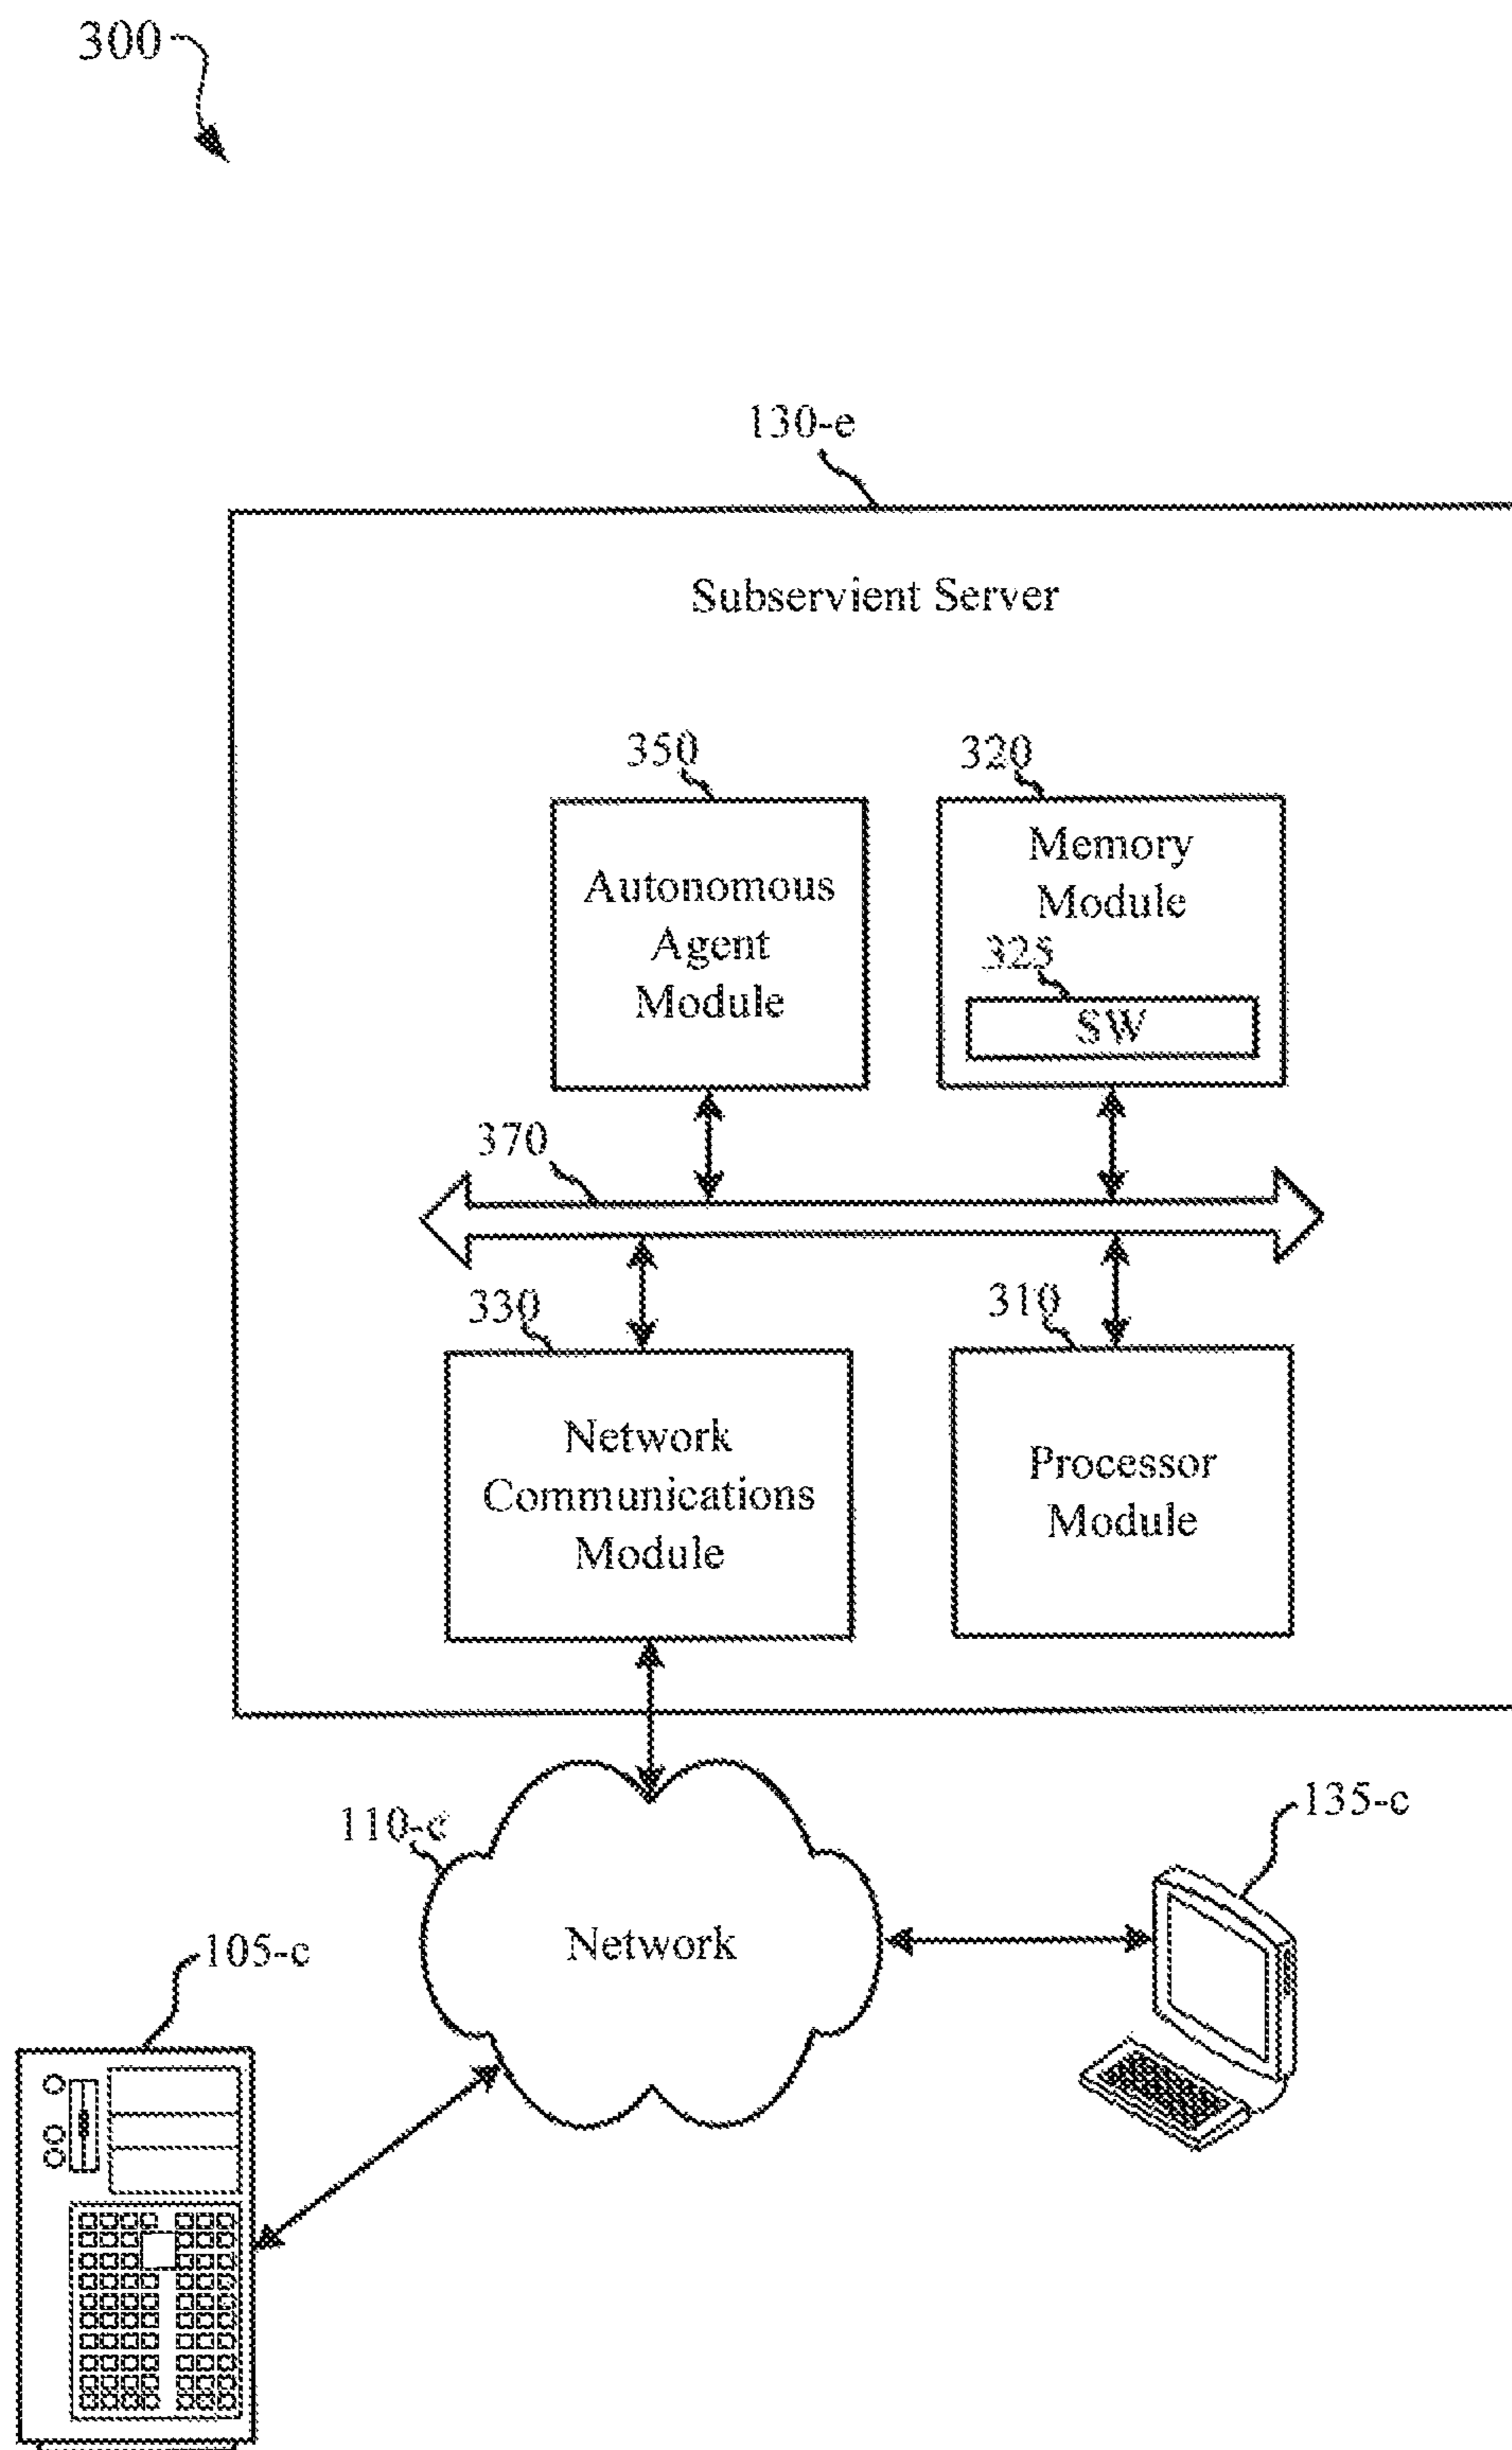 300
130-e
Subservient Server
350
320
Autonomous
Agent
Module
Memory
Module
325
SW
370
330
310
Network
Communications
Module
Processor
Module
110-c
135-c
Network
105-c